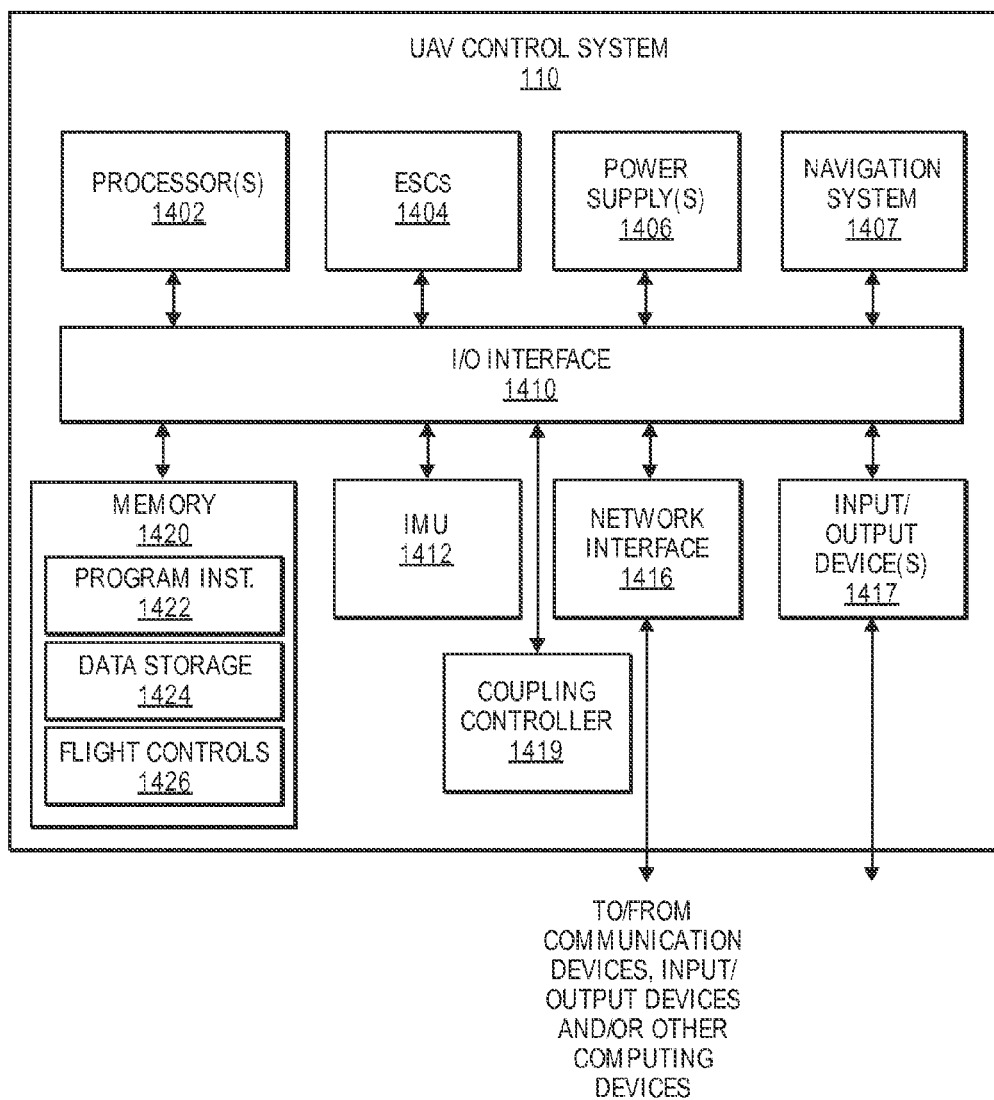 UAV CONTROL SYSTEM
110
PROCESSOR(S)
1402
ESCs
1404
POWER
SUPPLY(S)
1406
NAVIGATION
SYSTEM
1407
I/O INTERFACE
1410
MEMORY
1420
PROGRAM INST.
1422
DATA STORAGE
1424
FLIGHT CONTROLS
1426
IMU
1412
NETWORK
INTERFACE
1416
INPUT/
OUTPUT
DEVICE(S)
1417
COUPLING
CONTROLLER
1419
TO/FROM
COMMUNICATION
DEVICES, INPUT/
OUTPUT DEVICES
AND/OR OTHER
COMPUTING
DEVICES